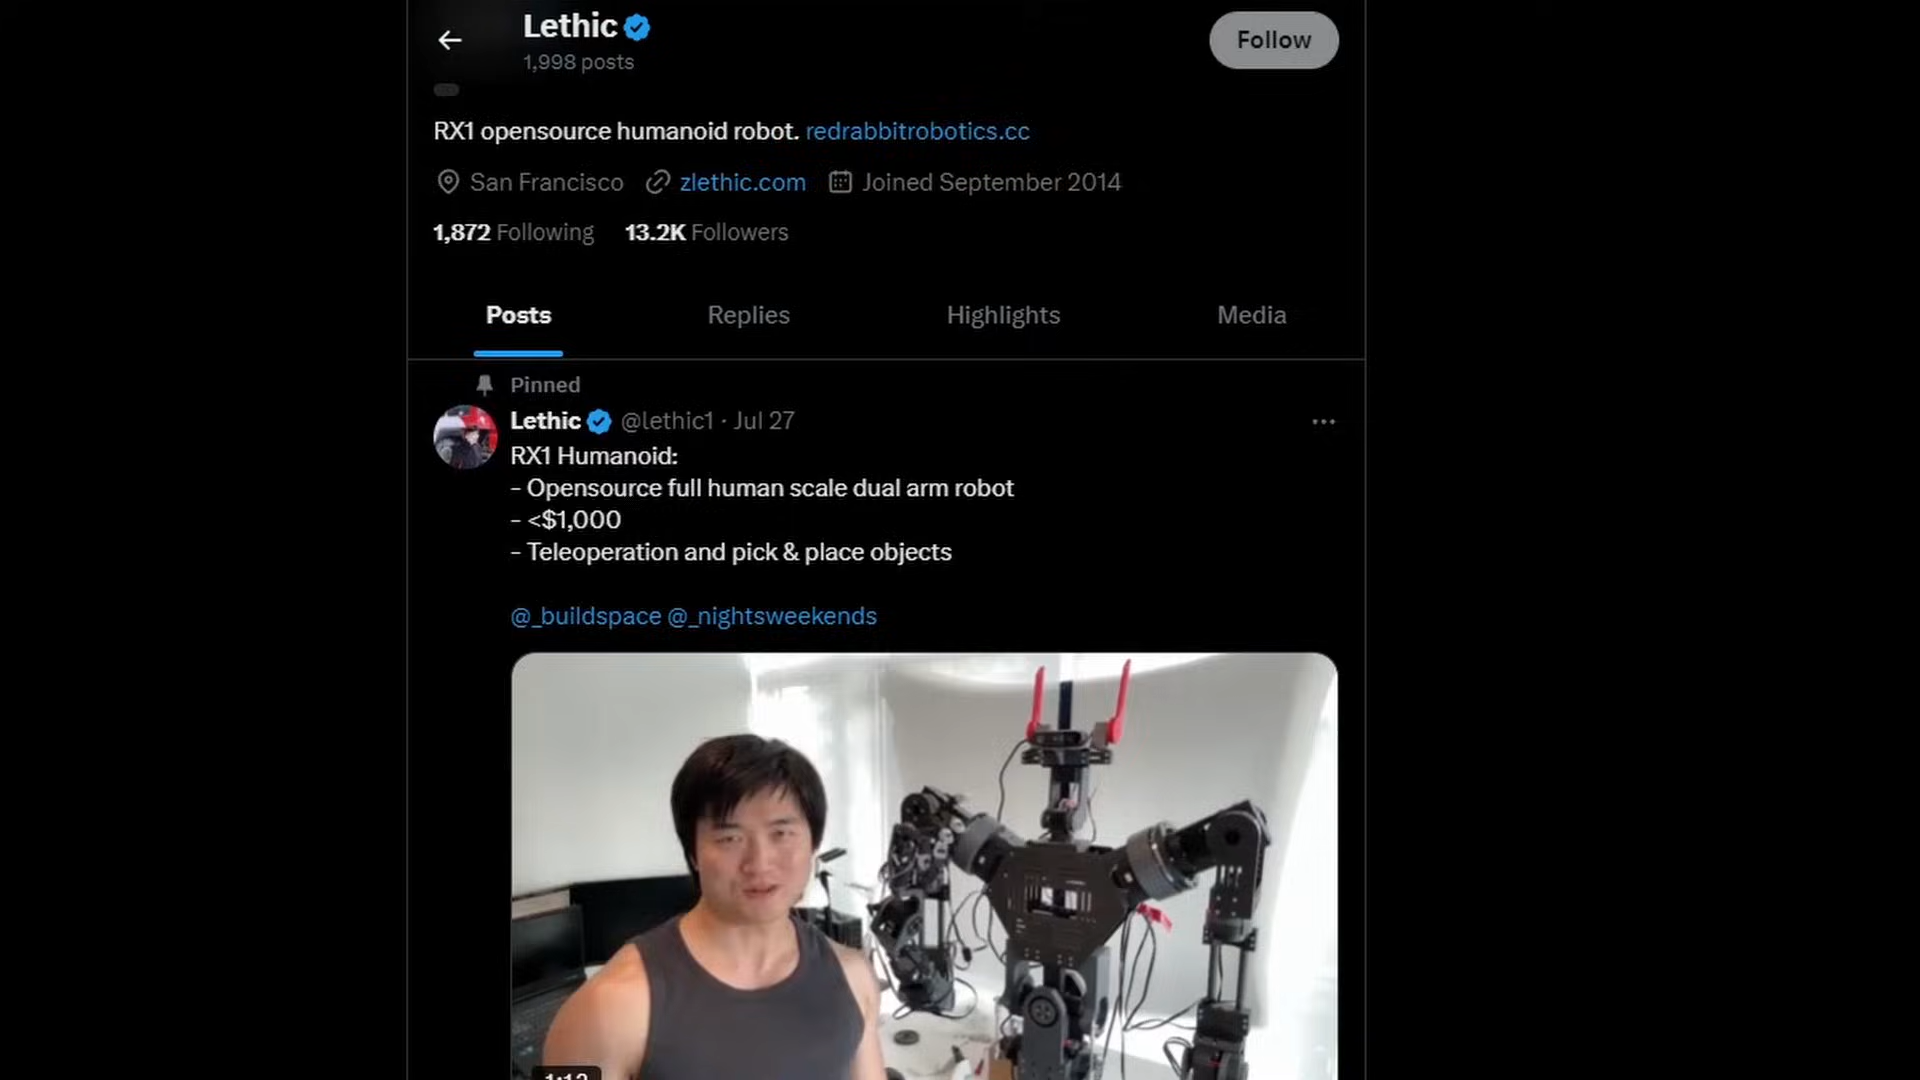 Lethic
1,998 posts
Follow
RX1 opensource humanoid robot. redrabbitrobotics.cc
San Francisco zlethic.com Joined September 2014
1,872 Following 13.2K Followers
Posts Replies Highlights Media
Pinned
Lethic @lethic1 · Jul 27
RX1 Humanoid:
- Opensource full human scale dual arm robot
- <$1,000
- Teleoperation and pick & place objects
@_buildspace @_nightsweekends